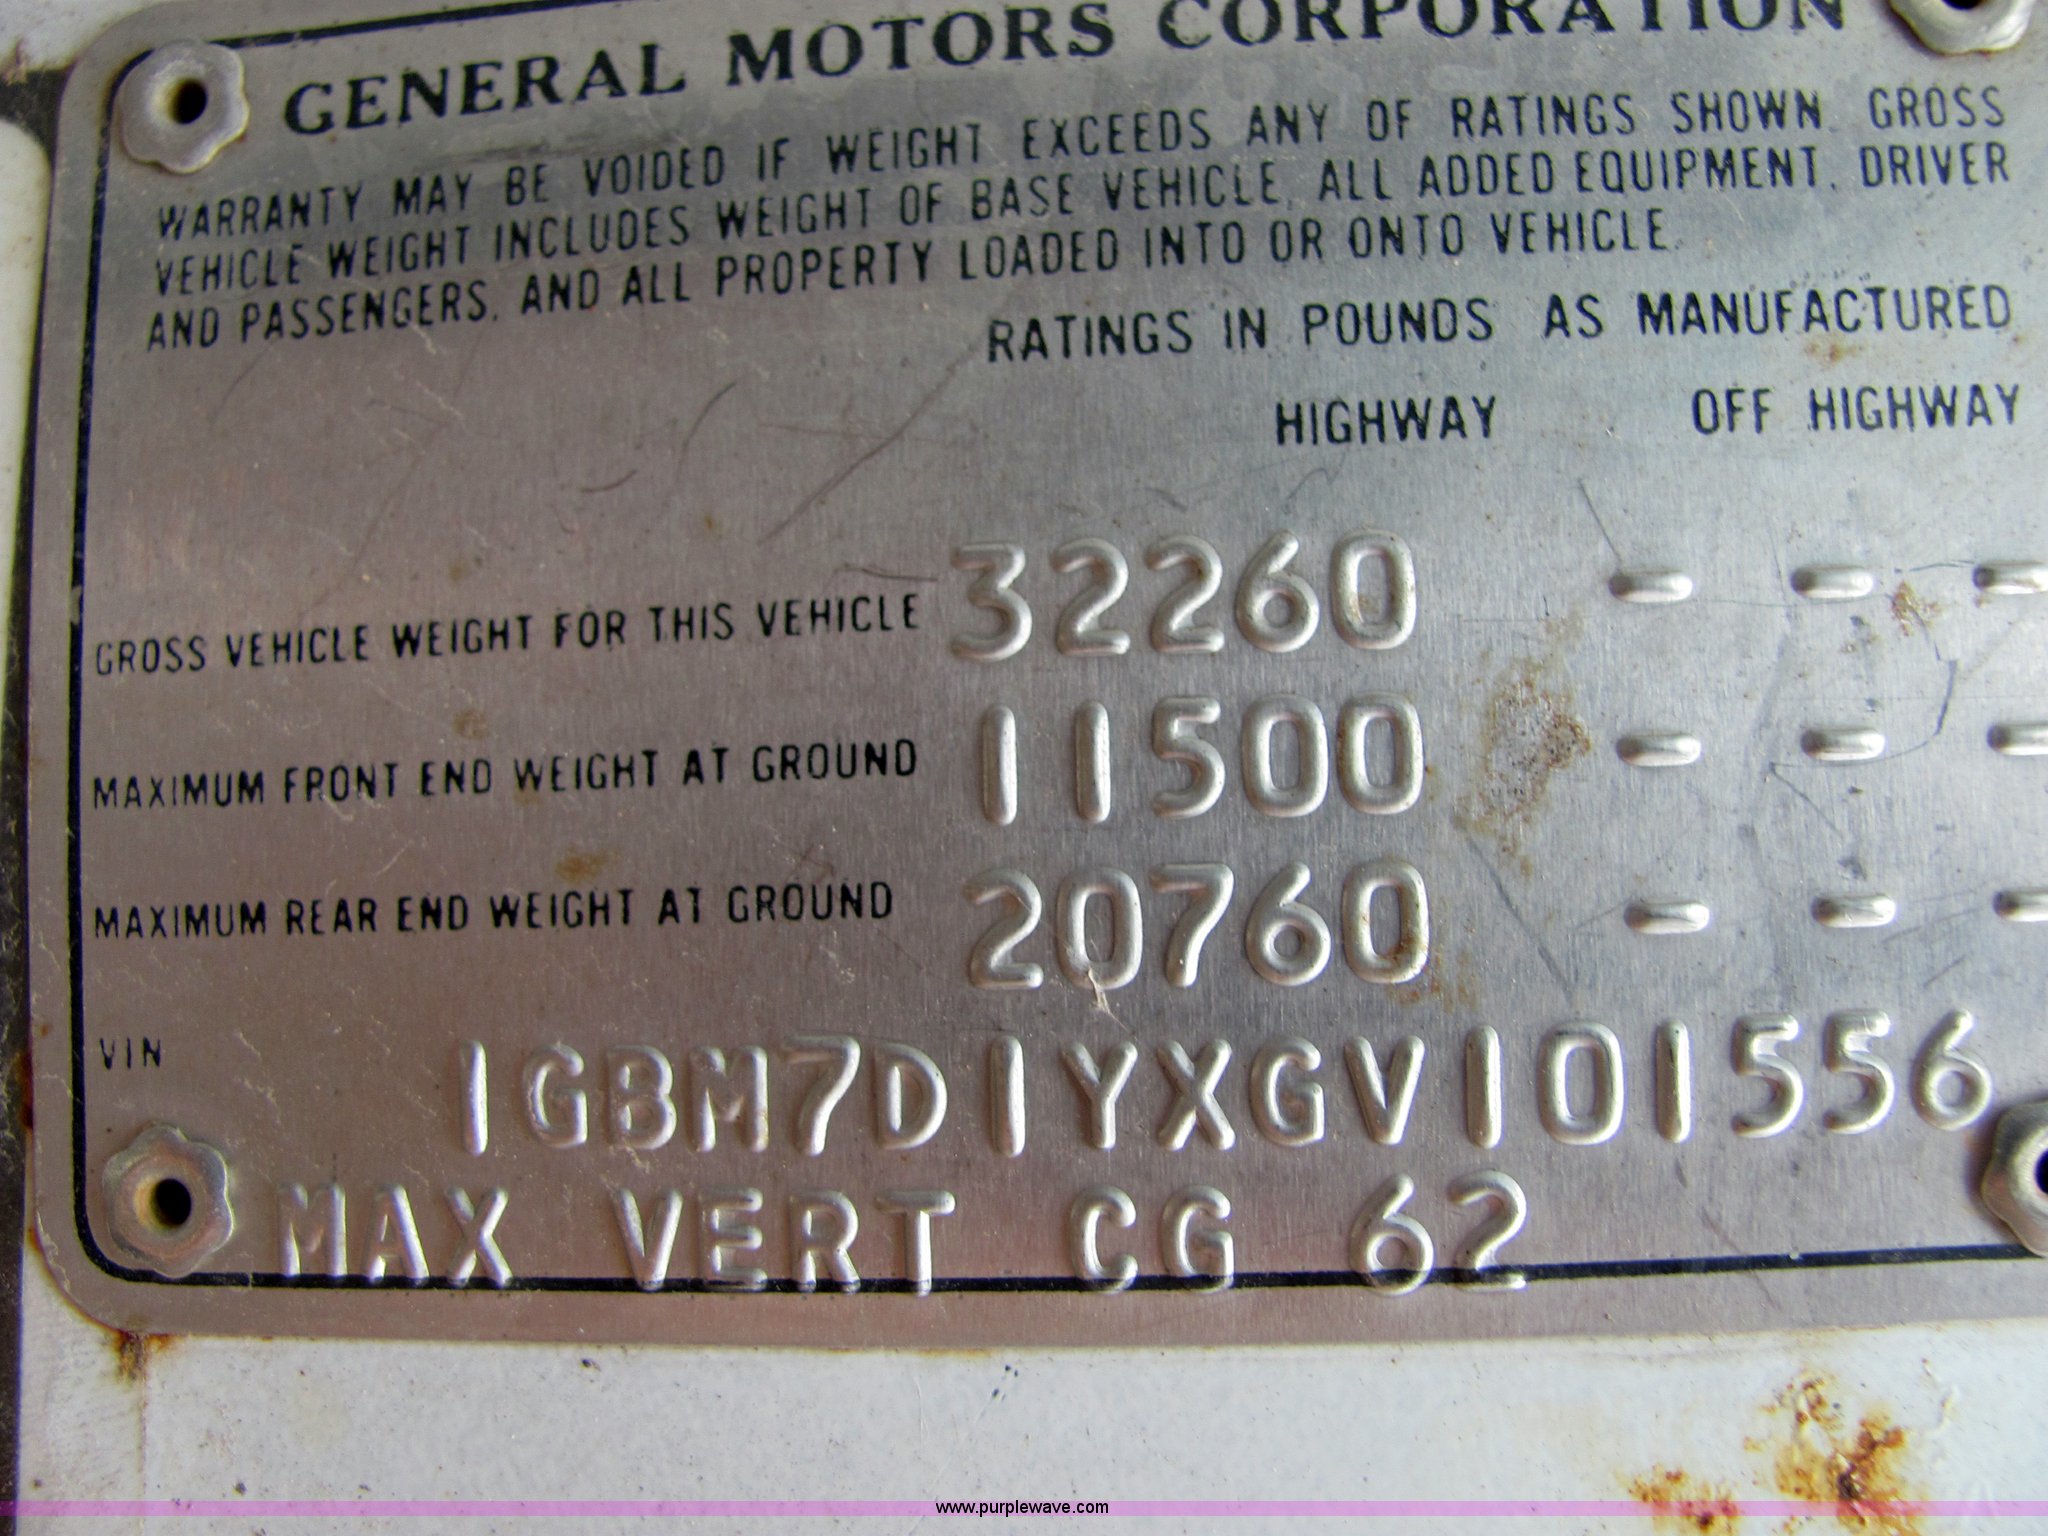 GENERAL MOTORS CORPORATION
WARRANTY MAY BE VOIDED IF WEIGHT EXCEEDS ANY OF RATINGS SHOWN. GROSS
VEHICLE WEIGHT INCLUDES WEIGHT OF BASE VEHICLE, ALL ADDED EQUIPMENT, DRIVER
AND PASSENGERS, AND ALL PROPERTY LOADED INTO OR ONTO VEHICLE.
RATINGS IN POUNDS AS MANUFACTURED
HIGHWAY OFF HIGHWAY
GROSS VEHICLE WEIGHT FOR THIS VEHICLE 32260 - - -
MAXIMUM FRONT END WEIGHT AT GROUND 11500 - - -
MAXIMUM REAR END WEIGHT AT GROUND 20760 - - -
VIN 1GBM7D1YXGV101556
MAX VERT CG 62
www.purplewave.com